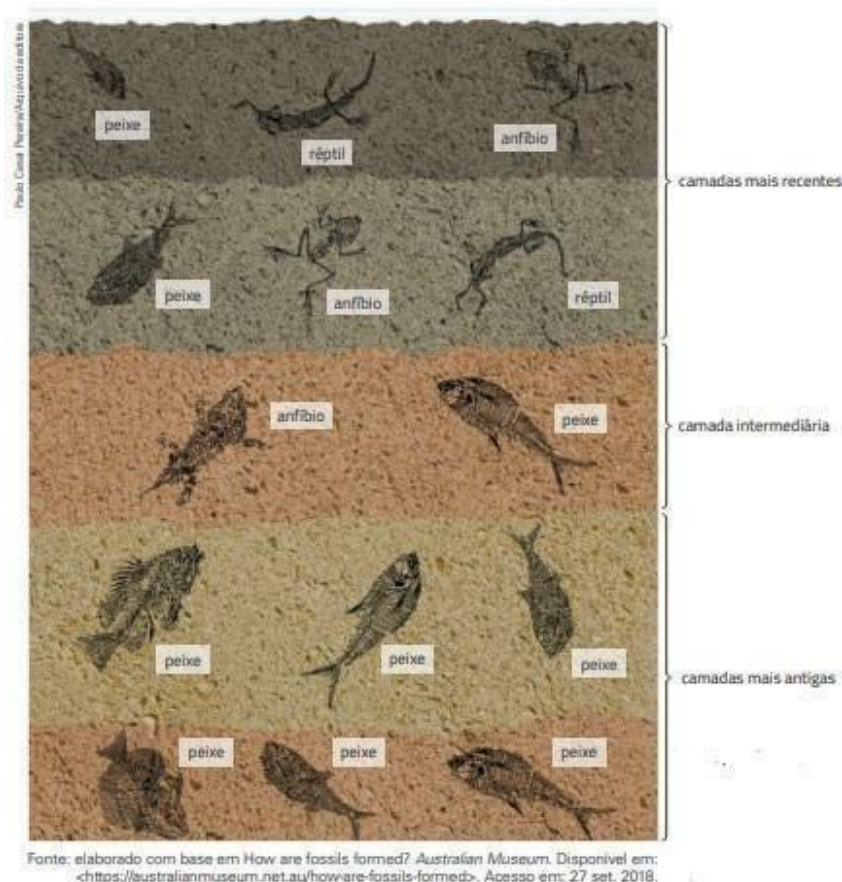 Paulo Cesar Pereira/Arquivo da editora
peixe
réptil
anfíbio
camadas mais recentes
peixe
anfíbio
réptil
anfíbio
peixe
camada intermediária
peixe
peixe
peixe
camadas mais antigas
peixe
peixe
peixe
Fonte: elaborado com base em How are fossils formed? Australian Museum. Disponível em:
<https://australianmuseum.net.au/how-are-fossils-formed>. Acesso em: 27 set. 2018.